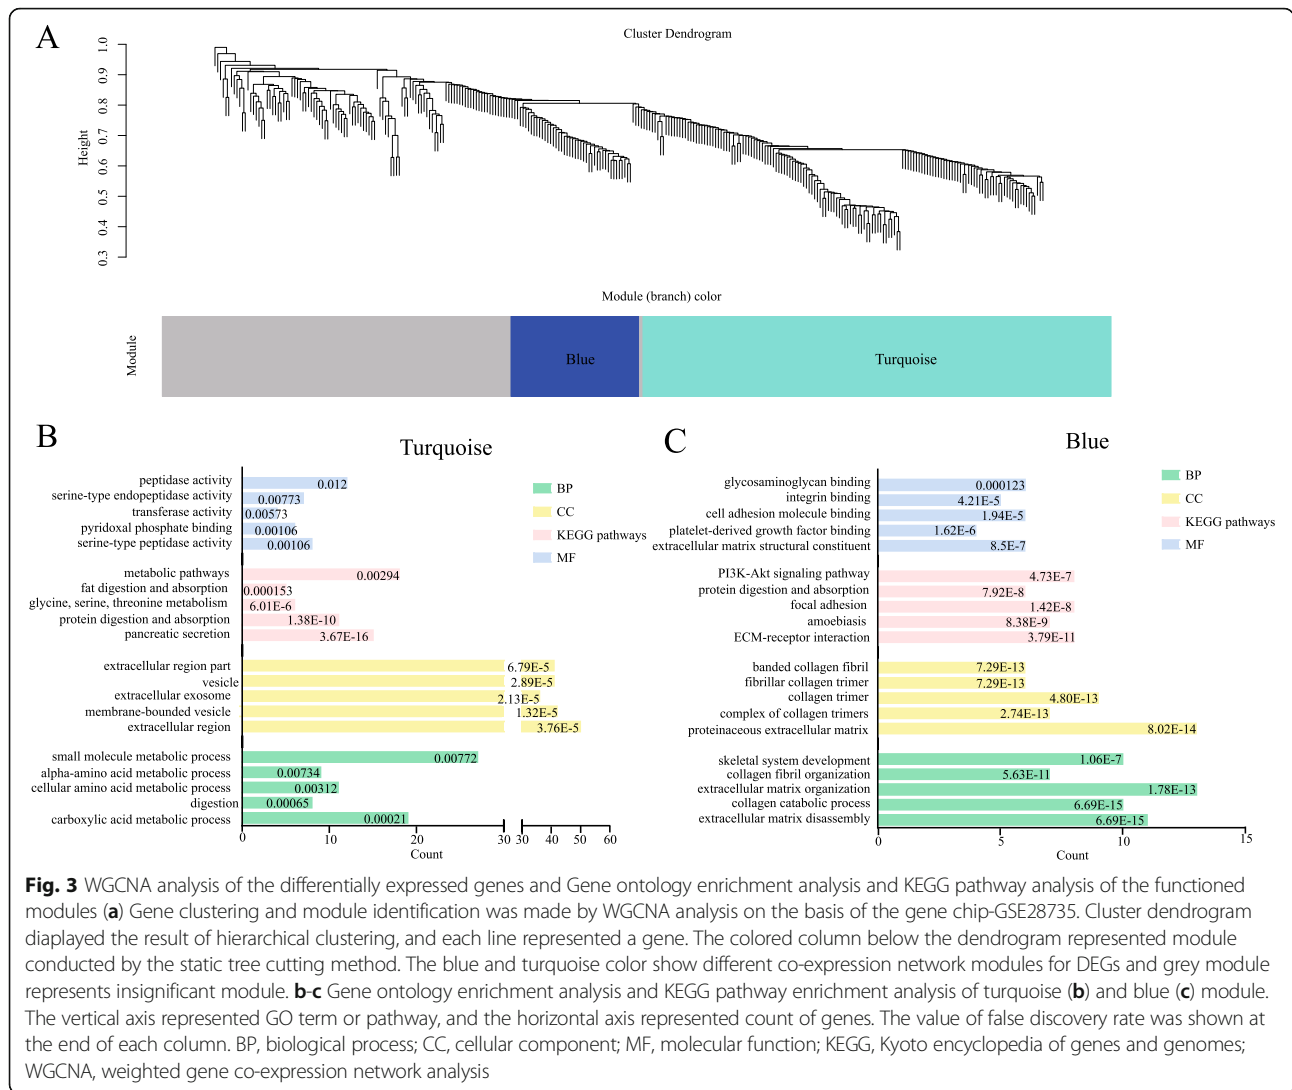 A
Cluster Dendrogram
Height
1.0
0.9
0.8
0.7
0.6
0.5
0.4
0.3
Module (branch) color
Module
Blue
Turquoise
B
Turquoise
peptidase activity 0.012
serine-type endopeptidase activity 0.00773
transferase activity 0.00573
pyridoxal phosphate binding 0.00106
serine-type peptidase activity 0.00106
metabolic pathways 0.00294
fat digestion and absorption 0.000153
glycine, serine, threonine metabolism 6.01E-6
protein digestion and absorption 1.38E-10
pancreatic secretion 3.67E-16
extracellular region part 6.79E-5
vesicle 2.89E-5
extracellular exosome 2.13E-5
membrane-bounded vesicle 1.32E-5
extracellular region 3.76E-5
small molecule metabolic process 0.00772
alpha-amino acid metabolic process 0.00734
cellular amino acid metabolic process 0.00312
digestion 0.00065
carboxylic acid metabolic process 0.00021
0 10 20 30 30 40 50 60
Count
BP
CC
KEGG pathways
MF
C
Blue
glycosaminoglycan binding 0.000123
integrin binding 4.21E-5
cell adhesion molecule binding 1.94E-5
platelet-derived growth factor binding 1.62E-6
extracellular matrix structural constituent 8.5E-7
PI3K-Akt signaling pathway 4.73E-7
protein digestion and absorption 7.92E-8
focal adhesion 1.42E-8
amoebiasis 8.38E-9
ECM-receptor interaction 3.79E-11
banded collagen fibril 7.29E-13
fibrillar collagen trimer 7.29E-13
collagen trimer 4.80E-13
complex of collagen trimers 2.74E-13
proteinaceous extracellular matrix 8.02E-14
skeletal system development 1.06E-7
collagen fibril organization 5.63E-11
extracellular matrix organization 1.78E-13
collagen catabolic process 6.69E-15
extracellular matrix disassembly 6.69E-15
0 5 10 15
Count
BP
CC
KEGG pathways
MF
Fig. 3 WGCNA analysis of the differentially expressed genes and Gene ontology enrichment analysis and KEGG pathway analysis of the functioned
modules (a) Gene clustering and module identification was made by WGCNA analysis on the basis of the gene chip-GSE28735. Cluster dendrogram
diaplayed the result of hierarchical clustering, and each line represented a gene. The colored column below the dendrogram represented module
conducted by the static tree cutting method. The blue and turquoise color show different co-expression network modules for DEGs and grey module
represents insignificant module. b-c Gene ontology enrichment analysis and KEGG pathway enrichment analysis of turquoise (b) and blue (c) module.
The vertical axis represented GO term or pathway, and the horizontal axis represented count of genes. The value of false discovery rate was shown at
the end of each column. BP, biological process; CC, cellular component; MF, molecular function; KEGG, Kyoto encyclopedia of genes and genomes;
WGCNA, weighted gene co-expression network analysis